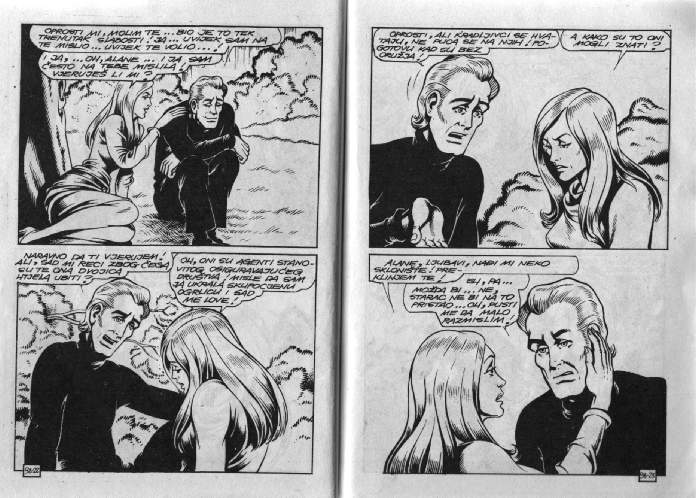 OPROSTI MI, MOLIM TE ... BIO JE TO TEK
TRENUTAK SLABOSTI! JA... UVIJEK SAM NA
TE MISLIO ... UVIJEK TE VOLIO ...!
I JA, ... OH, ALANE ... I JA SAM
ČESTO NA TEBE MISLILA!
VJERUJEŠ LI MI?
NARAVNO DA TI VJERUJEM!
ALI, SAD MI RECI ZBOG ČEGA
SU TE ONA DVOJICA
HTJELA UBITI?
OH, ONI SU AGENTI STANO-
VITOG OSIGURAVAJUĆEG
DRUŠTVA! MISLE DA SAM
JA UKRALA SKUPOCJENU
OGRLICU I SAD
ME LOVE!
OPROSTI, ALI KRADLJIVCI SE HVA-
TAJU, NE PUCA SE NA NJIH! PO-
GOTOVU KAD SU BEZ
ORUŽJA!
A KAKO SU TO ONI
MOGLI ZNATI?
ALANE, LJUBAVI, NAĐI MI NEKO
SKLONIŠTE! PRE-
KLINJEM TE!
MOŽDA BI ... NE,
STARAC NE BI NA TO
PRISTAO ... OH, PUSTI
ME DA MALO
RAZMISLIM!